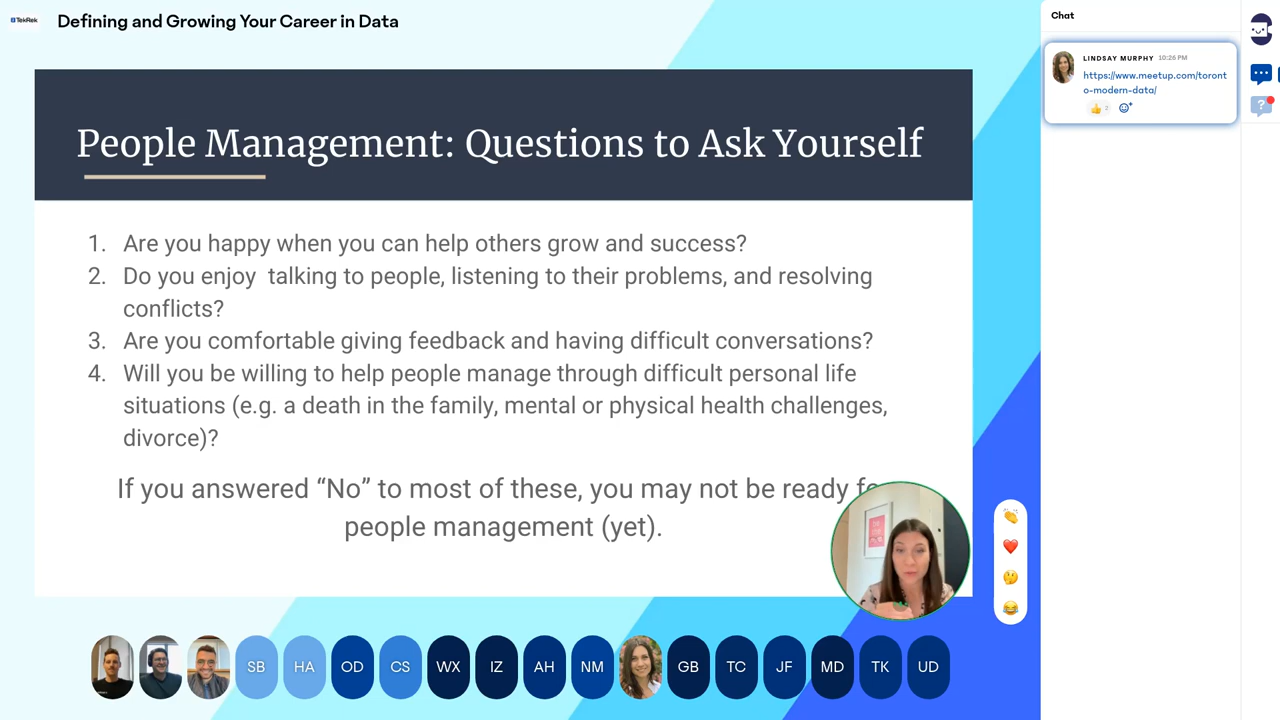 TekRek
Defining and Growing Your Career in Data
People Management: Questions to Ask Yourself
1. Are you happy when you can help others grow and success?
2. Do you enjoy talking to people, listening to their problems, and resolving
conflicts?
3. Are you comfortable giving feedback and having difficult conversations?
4. Will you be willing to help people manage through difficult personal life
situations (e.g. a death in the family, mental or physical health challenges,
divorce)?
If you answered “No” to most of these, you may not be ready
people management (yet).
SB HA OD CS WX IZ AH NM GB TC JF MD TK UD
Chat
LINDSAY MURPHY 10:26 PM
https://www.meetup.com/toront
o-modern-data/
👍 2